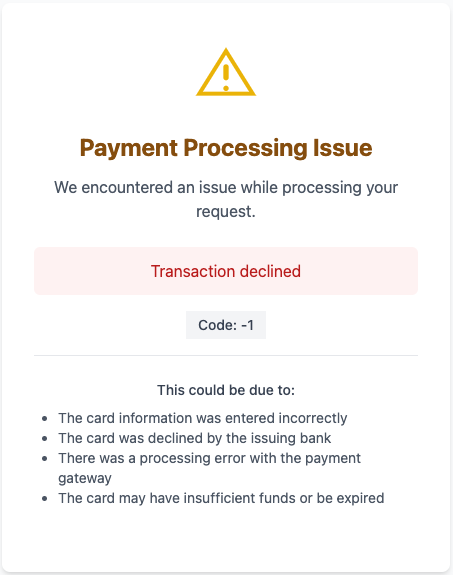 Payment Processing Issue
We encountered an issue while processing your
request.
Transaction declined
Code: -1
This could be due to:
• The card information was entered incorrectly
• The card was declined by the issuing bank
• There was a processing error with the payment
gateway
• The card may have insufficient funds or be expired